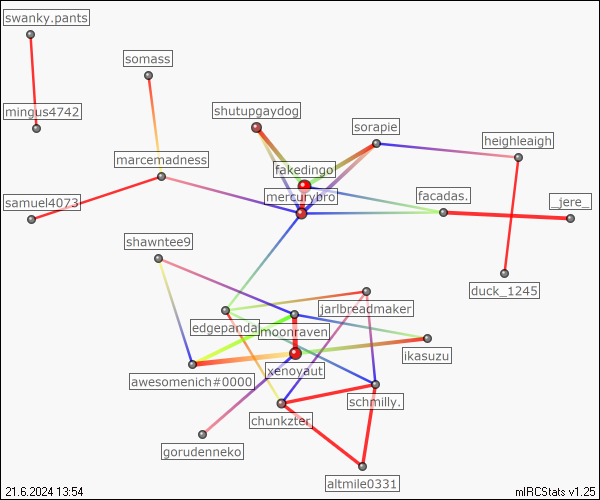 swanky.pants
somass
mingus4742
shutupgaydog
sorapie
heighleaigh
marcemadness
fakedingo
mercurybro
facadas.
_jere_
samuel4073
shawntee9
duck_1245
jarlbreadmaker
edgepanda
moonraven
ikasuzu
xenoyaut
awesomenich#0000
schmilly.
chunkzter
gorudenneko
altmile0331
21.6.2024 13:54
mIRCStats v1.25